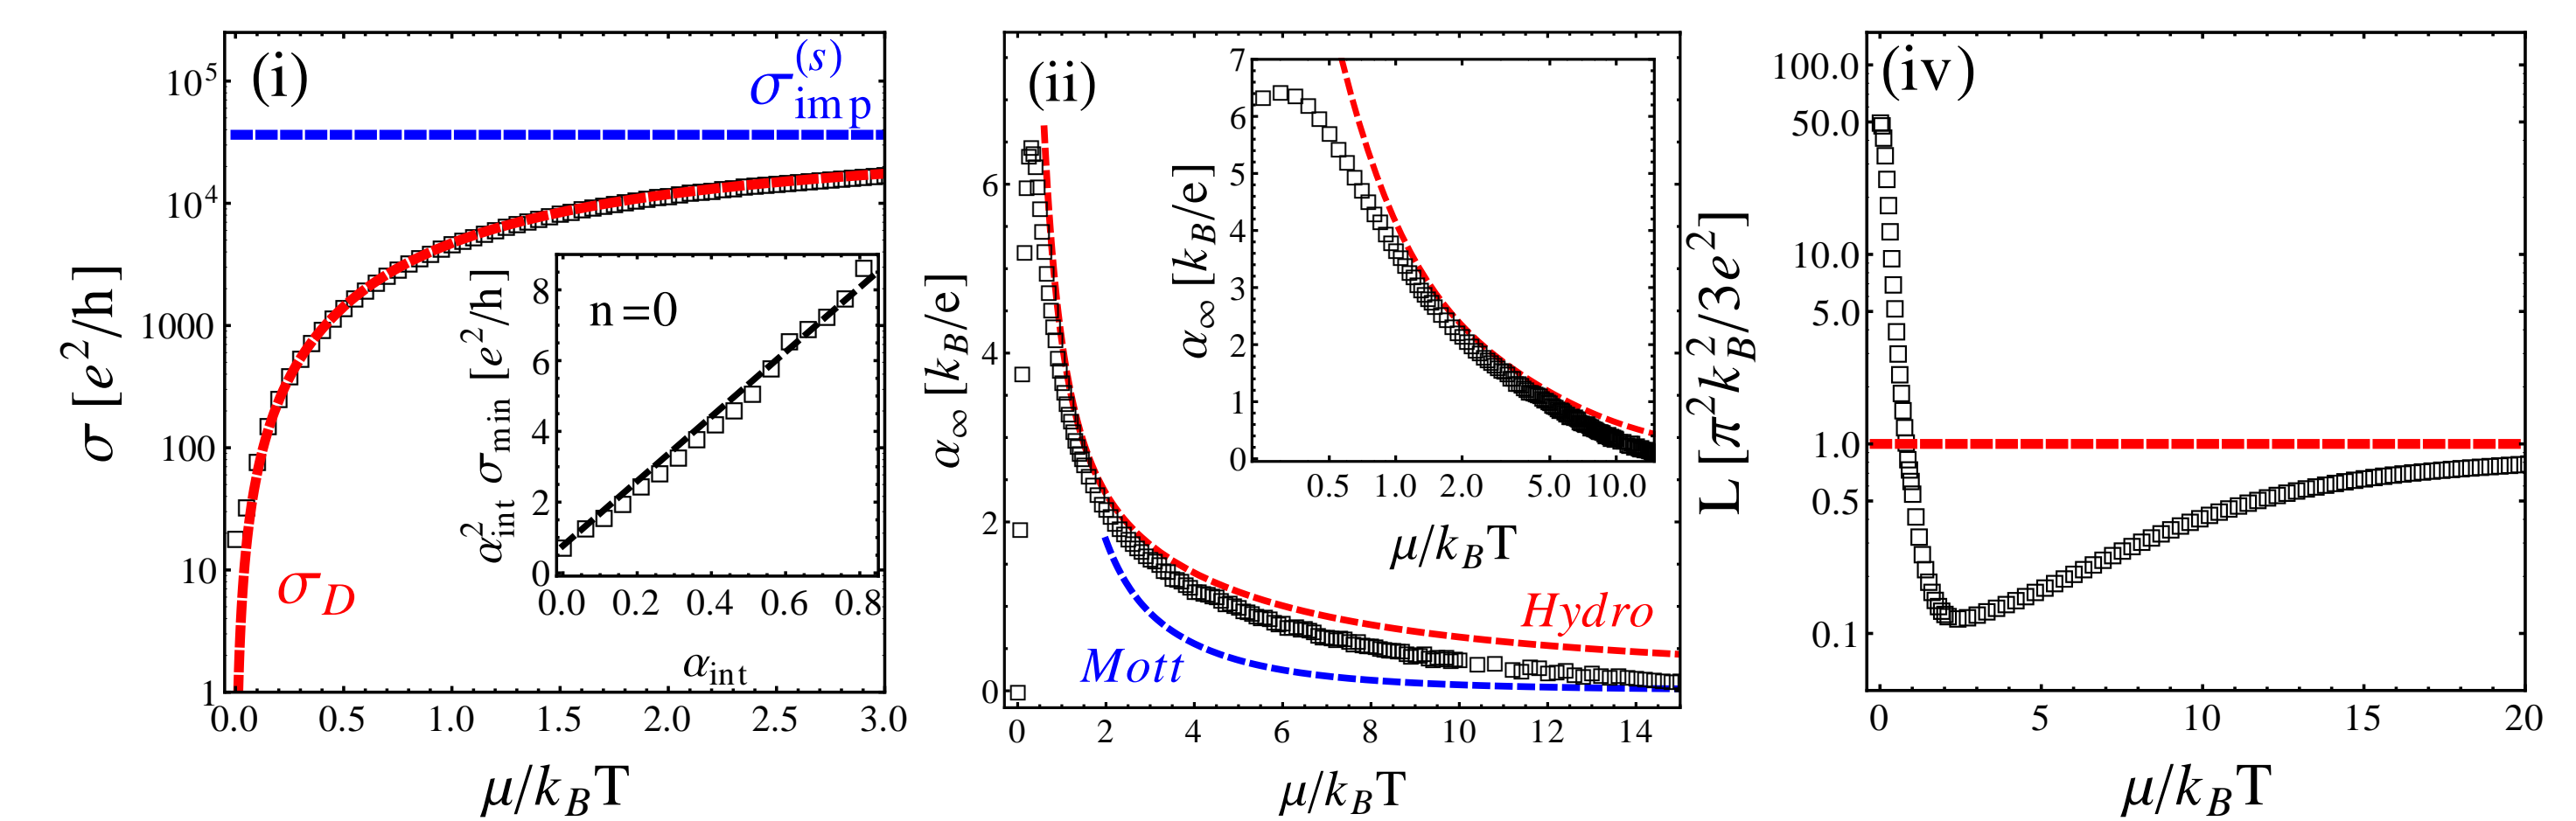 (i)
σ_imp^(s)
10^5
10^4
1000
100
10
1
σ [e^2/h]
σ_D
0.0 0.5 1.0 1.5 2.0 2.5 3.0
μ/k_BT
n=0
α_int^2 σ_min [e^2/h]
8
6
4
2
0
0.0 0.2 0.4 0.6 0.8
α_int
(ii)
α_∞ [k_B/e]
6
4
2
0
Hydro
Mott
0 2 4 6 8 10 12 14
μ/k_BT
α_∞ [k_B/e]
7
6
5
4
3
2
1
0
0.5 1.0 2.0 5.0 10.0
μ/k_BT
(iv)
L [π^2k_B^2/3e^2]
100.0
50.0
10.0
5.0
1.0
0.5
0.1
0 5 10 15 20
μ/k_BT